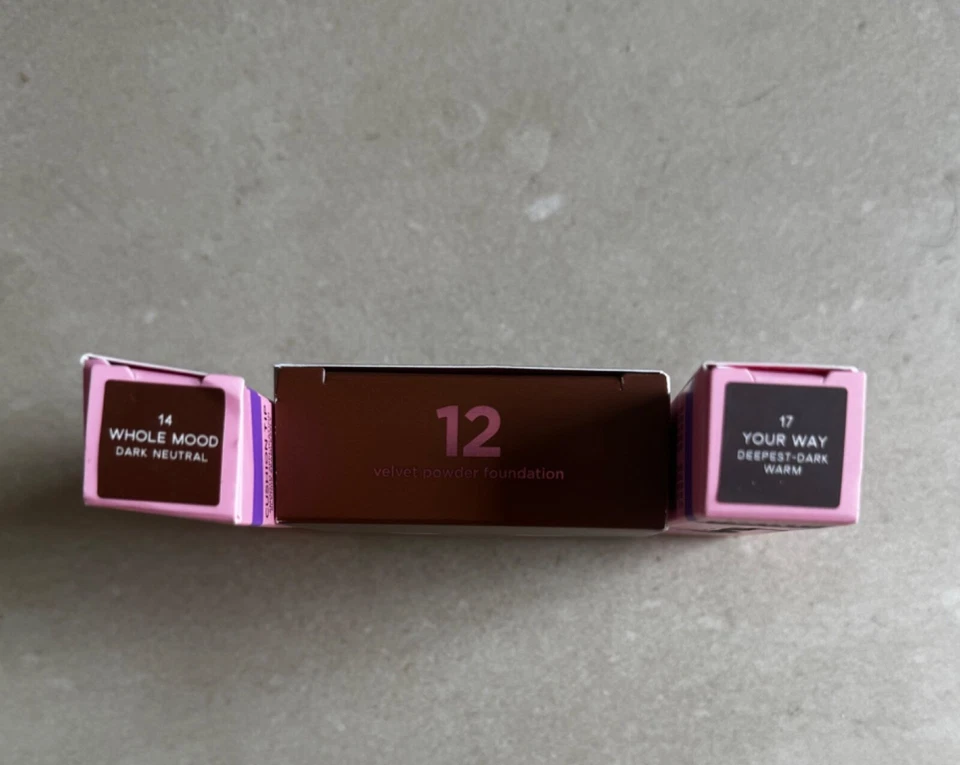 14
WHOLE MOOD
DARK NEUTRAL
12
velvet powder foundation
17
YOUR WAY
DEEPEST-DARK
WARM